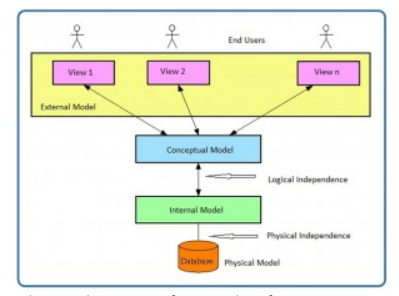 End Users
View 1
View 2
View n
External Model
Conceptual Model
Logical Independence
Internal Model
Physical Independence
Database
Physical Model